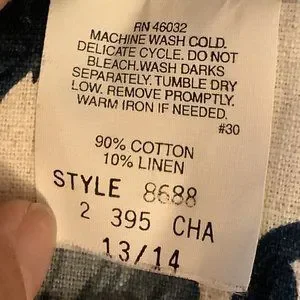 RN 46032
MACHINE WASH COLD.
DELICATE CYCLE. DO NOT
BLEACH.WASH DARKS
SEPARATELY. TUMBLE DRY
LOW. REMOVE PROMPTLY.
WARM IRON IF NEEDED.
#30
90% COTTON
10% LINEN
STYLE 8688
2 395 CHA
13/14